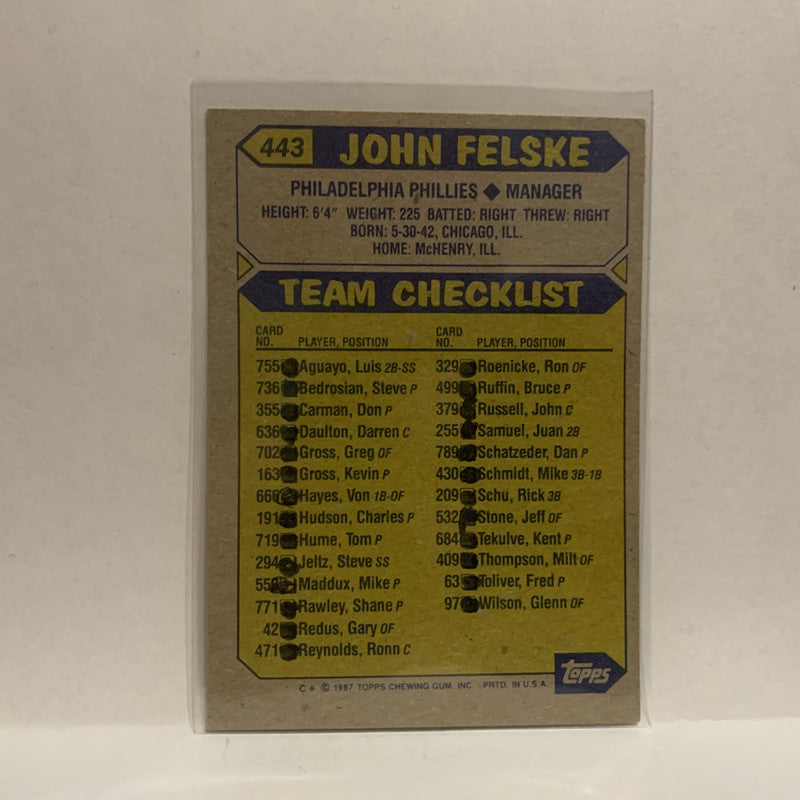 443 JOHN FELSKE
PHILADELPHIA PHILLIES ◆ MANAGER
HEIGHT: 6'4" WEIGHT: 225 BATTED: RIGHT THREW: RIGHT
BORN: 5-30-42, CHICAGO, ILL.
HOME: McHENRY, ILL.
TEAM CHECKLIST
CARD NO. PLAYER, POSITION
755 Aguayo, Luis 2B-SS
736 Bedrosian, Steve P
355 Carman, Don P
636 Daulton, Darren C
702 Gross, Greg OF
163 Gross, Kevin P
666 Hayes, Von 1B-OF
191 Hudson, Charles P
719 Hume, Tom P
294 Jeltz, Steve SS
Maddux, Mike P
771 Rawley, Shane P
42 Redus, Gary OF
471 Reynolds, Ronn C
CARD NO. PLAYER, POSITION
329 Roenicke, Ron OF
499 Ruffin, Bruce P
379 Russell, John C
255 Samuel, Juan 2B
789 Schatzeder, Dan P
430 Schmidt, Mike 3B-1B
209 Schu, Rick 3B
532 Stone, Jeff OF
684 Tekulve, Kent P
409 Thompson, Milt OF
63 Toliver, Fred P
97 Wilson, Glenn OF
topps
C * © 1987 TOPPS CHEWING GUM, INC. PRTD. IN U.S.A.